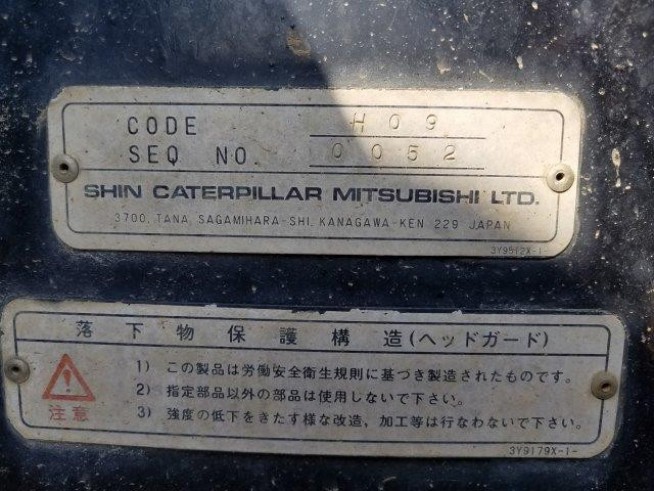 CODE H09
SEQ NO. 0052
SHIN CATERPILLAR MITSUBISHI LTD.
3700, TANA, SAGAMIHARA-SHI, KANAGAWA-KEN 229 JAPAN
3Y9512X-1-
落下物保護構造(ヘッドガード)
注意
1) この製品は労働安全衛生規則に基づき製造されたものです。
2) 指定部品以外の部品は使用しないで下さい。
3) 強度の低下をきたす様な改造、加工等は行なわないで下さい。
3Y9179X-1-